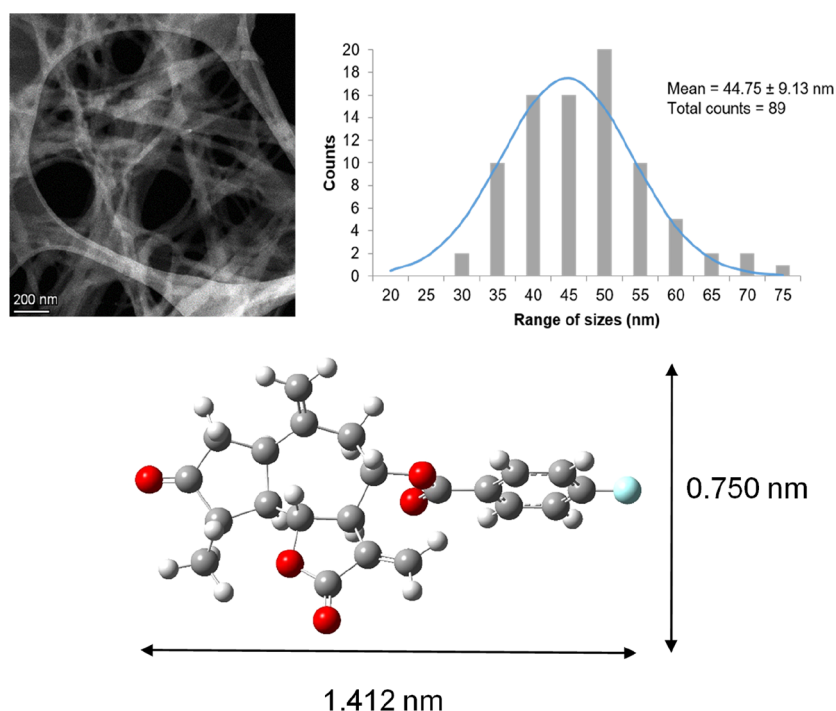 200 nm
20
18
16
14
12
10
8
6
4
2
0
Counts
20 25 30 35 40 45 50 55 60 65 70 75
Range of sizes (nm)
Mean = 44.75 ± 9.13 nm
Total counts = 89
0.750 nm
1.412 nm